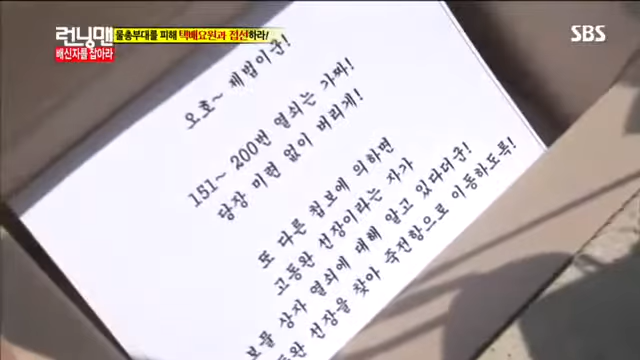 런닝맨
배신자를 잡아라
물총부대를 피해 택배요원과 접선하라!
SBS
오호~ 제법이군!
151~ 200번 열쇠는 가짜!
당장 미련 없이 버리게!
또 다른 첩보에 의하면
고동완 선장이라는 자가
보물 상자 열쇠에 대해 알고 있다더군!
선장을 찾아 죽전항으로 이동하도록!